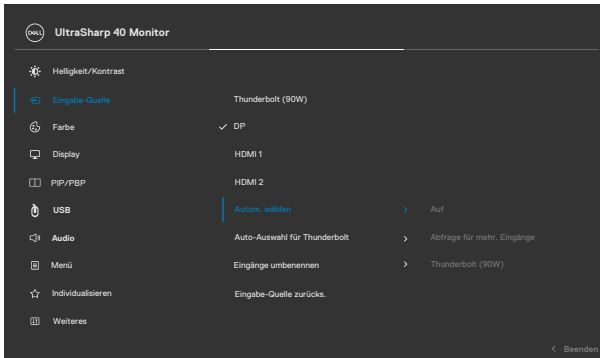 DELL UltraSharp 40 Monitor
Helligkeit/Kontrast
Eingabe-Quelle Thunderbolt (90W)
Farbe DP
Display HDMI 1
PIP/PBP HDMI 2
USB Autom. wählen Auf
Audio Auto-Auswahl für Thunderbolt Abfrage für mehr. Eingänge
Menü Eingänge umbenennen Thunderbolt (90W)
Individualisieren Eingabe-Quelle zurücks.
Weiteres
Beenden